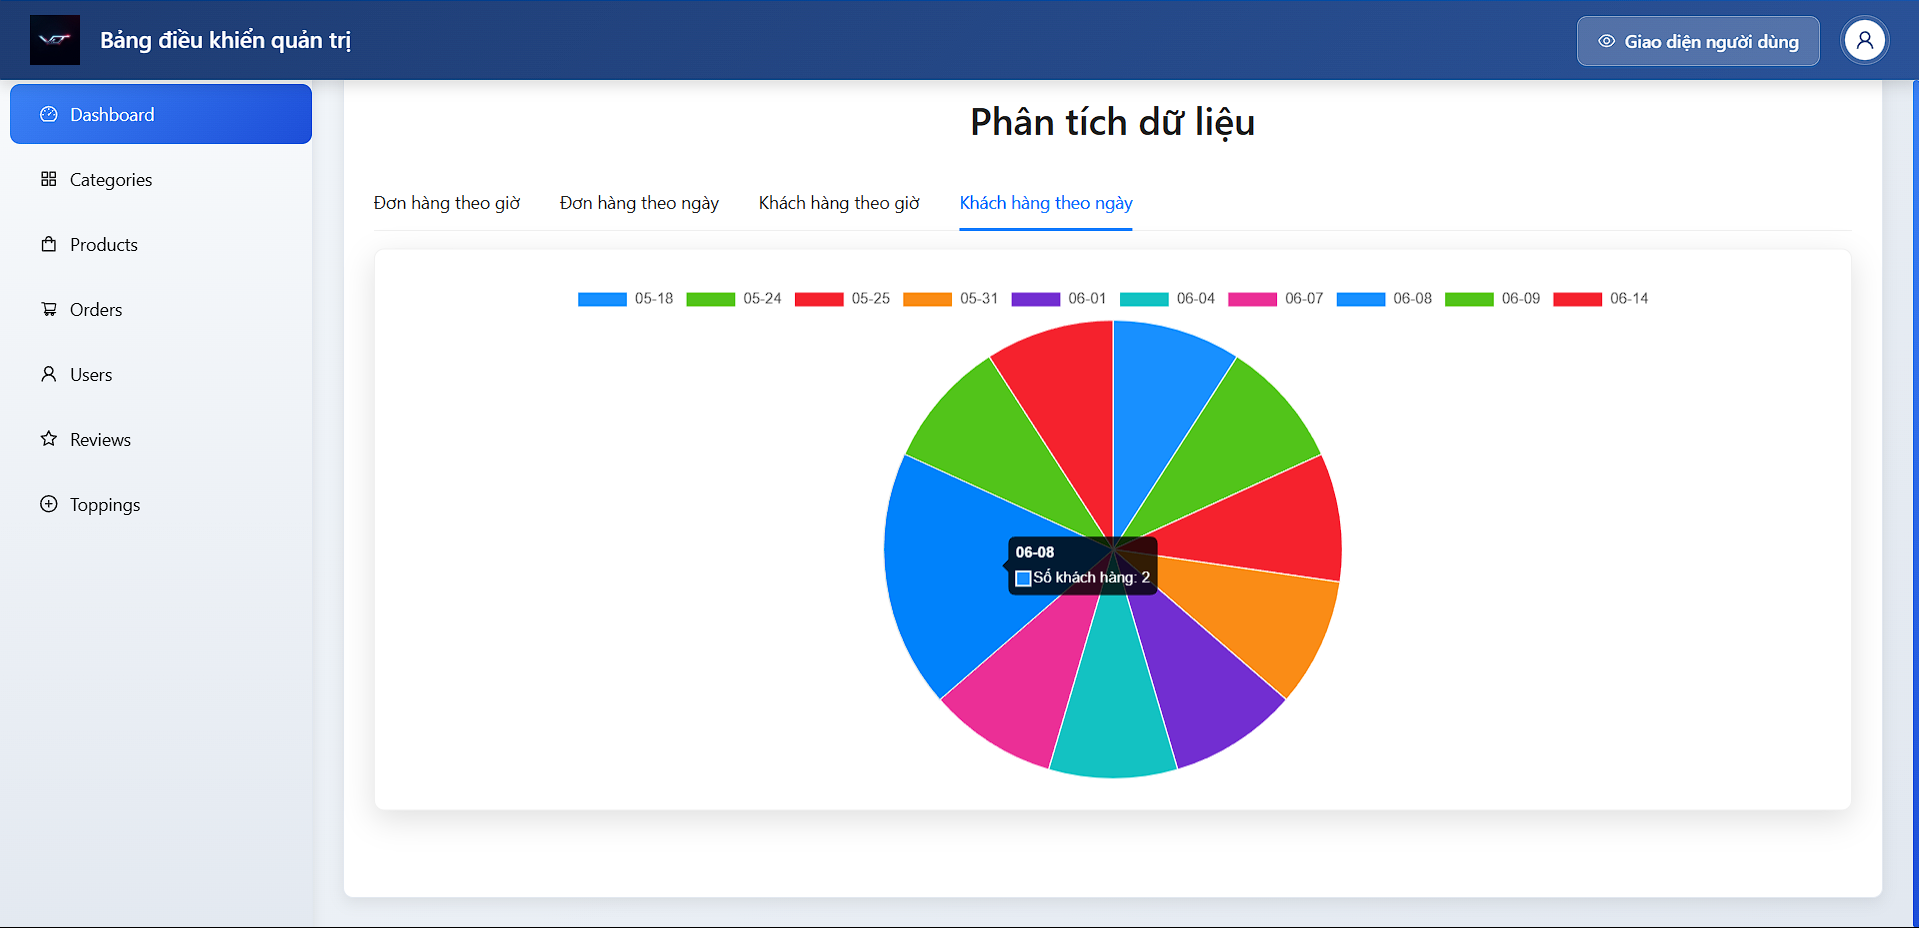 Bảng điều khiển quản trị
Giao diện người dùng
Dashboard
Categories
Products
Orders
Users
Reviews
Toppings
Phân tích dữ liệu
Đơn hàng theo giờ Đơn hàng theo ngày Khách hàng theo giờ Khách hàng theo ngày
05-18 05-24 05-25 05-31 06-01 06-04 06-07 06-08 06-09 06-14
06-08
Số khách hàng: 2